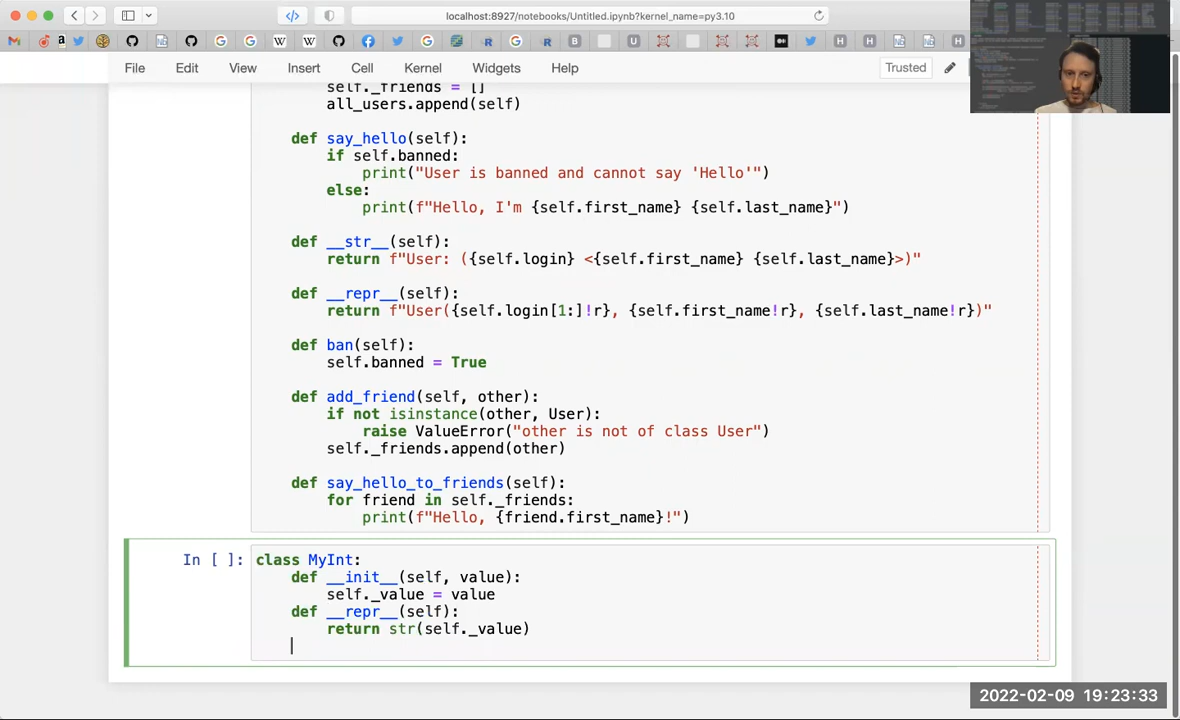 localhost:8927/notebooks/Untitled.ipynb?kernel_name=py3.10
File Edit View Insert Cell Kernel Widgets Help Trusted
self._friends = []
all_users.append(self)
def say_hello(self):
if self.banned:
print("User is banned and cannot say 'Hello'")
else:
print(f"Hello, I'm {self.first_name} {self.last_name}")
def __str__(self):
return f"User: ({self.login} <{self.first_name} {self.last_name}>)"
def __repr__(self):
return f"User({self.login[1:]!r}, {self.first_name!r}, {self.last_name!r})"
def ban(self):
self.banned = True
def add_friend(self, other):
if not isinstance(other, User):
raise ValueError("other is not of class User")
self._friends.append(other)
def say_hello_to_friends(self):
for friend in self._friends:
print(f"Hello, {friend.first_name}!")
In [ ]: class MyInt:
def __init__(self, value):
self._value = value
def __repr__(self):
return str(self._value)
2022-02-09 19:23:33